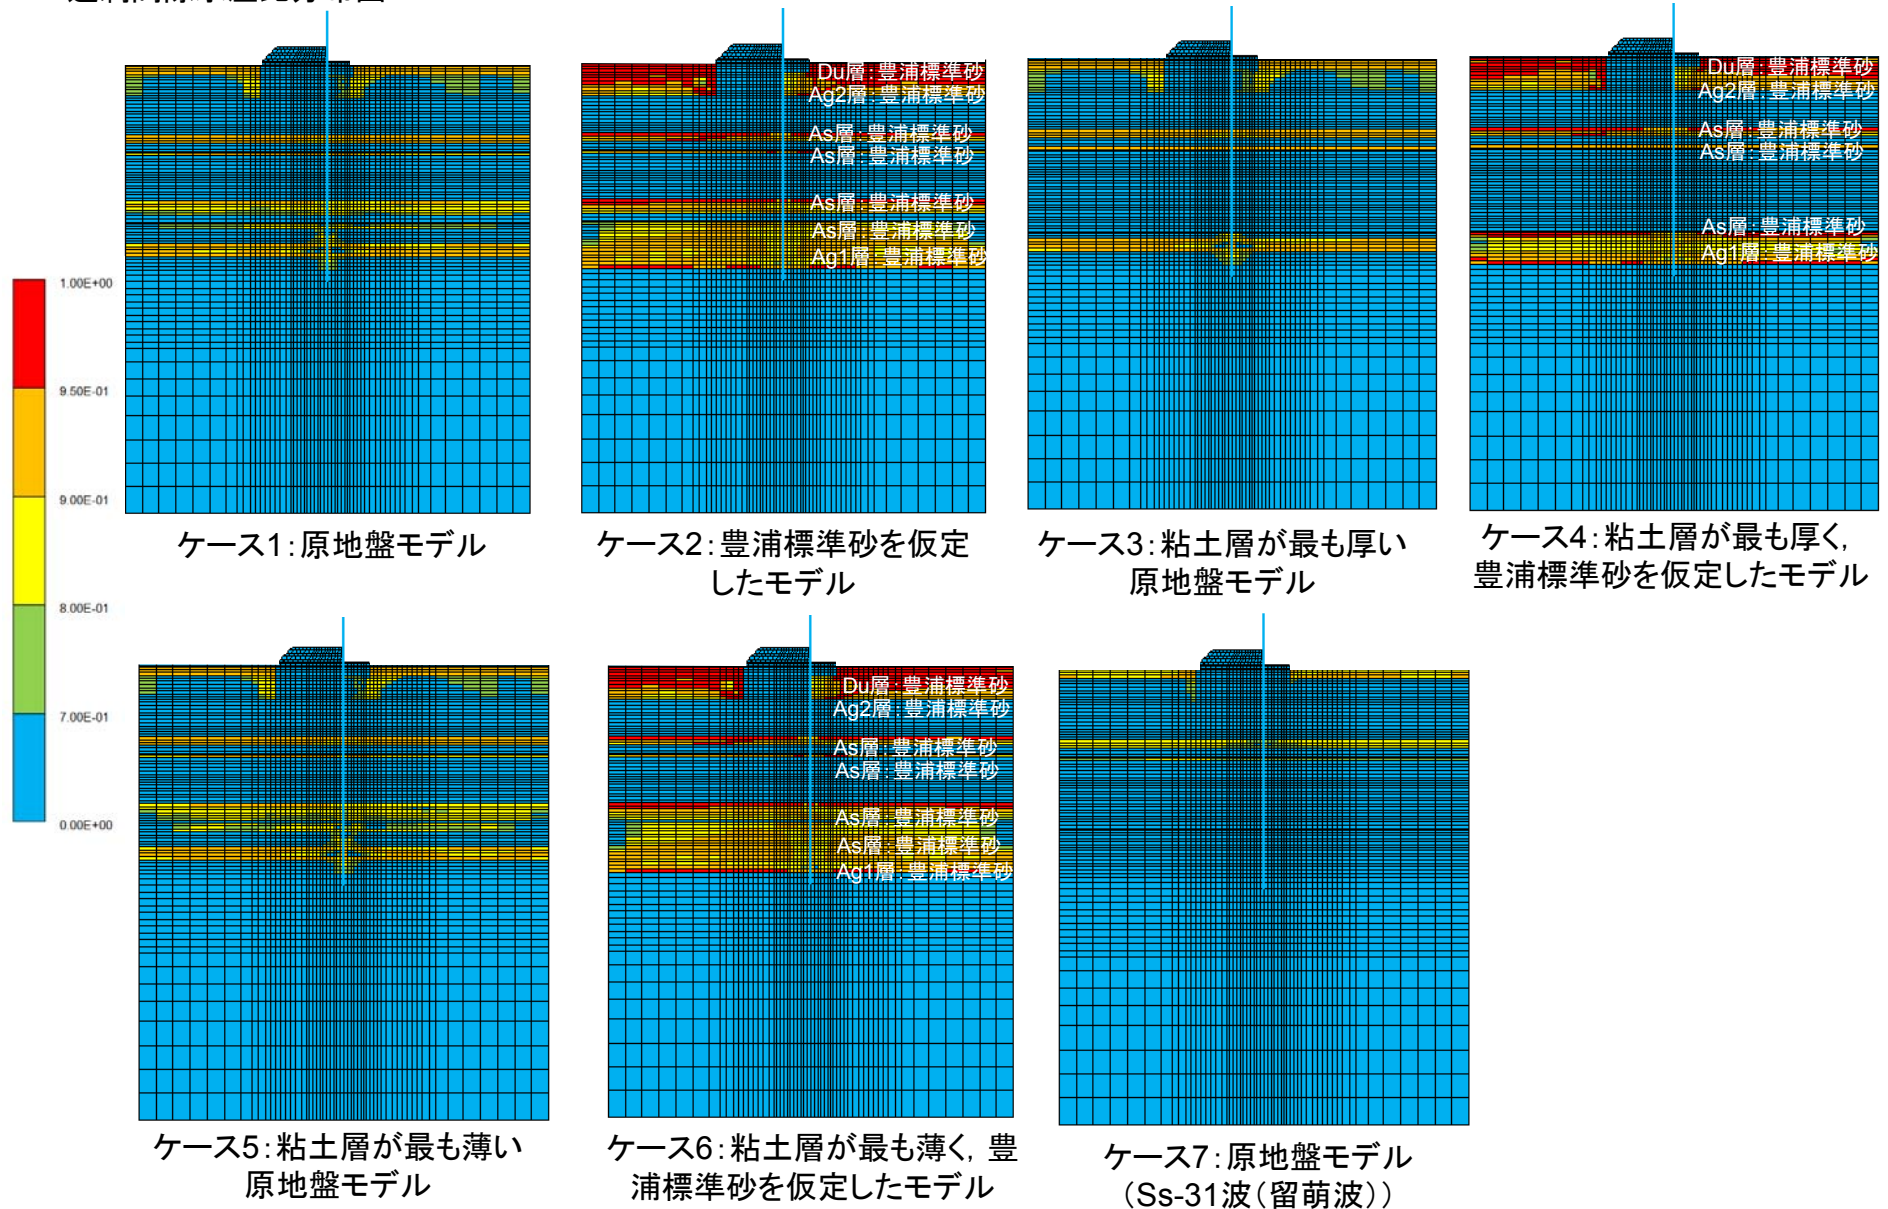 Du層:豊浦標準砂
Ag2層:豊浦標準砂
As層:豊浦標準砂
As層:豊浦標準砂
As層:豊浦標準砂
As層:豊浦標準砂
Ag1層:豊浦標準砂
Du層:豊浦標準砂
Ag2層:豊浦標準砂
As層:豊浦標準砂
As層:豊浦標準砂
As層:豊浦標準砂
Ag1層:豊浦標準砂
1.00E+00
9.50E-01
9.00E-01
8.00E-01
7.00E-01
0.00E+00
ケース1:原地盤モデル
ケース2:豊浦標準砂を仮定
したモデル
ケース3:粘土層が最も厚い
原地盤モデル
ケース4:粘土層が最も厚く,
豊浦標準砂を仮定したモデル
Du層:豊浦標準砂
Ag2層:豊浦標準砂
As層:豊浦標準砂
As層:豊浦標準砂
As層:豊浦標準砂
As層:豊浦標準砂
Ag1層:豊浦標準砂
ケース5:粘土層が最も薄い
原地盤モデル
ケース6:粘土層が最も薄く, 豊
浦標準砂を仮定したモデル
ケース7:原地盤モデル
(Ss-31波(留萌波))